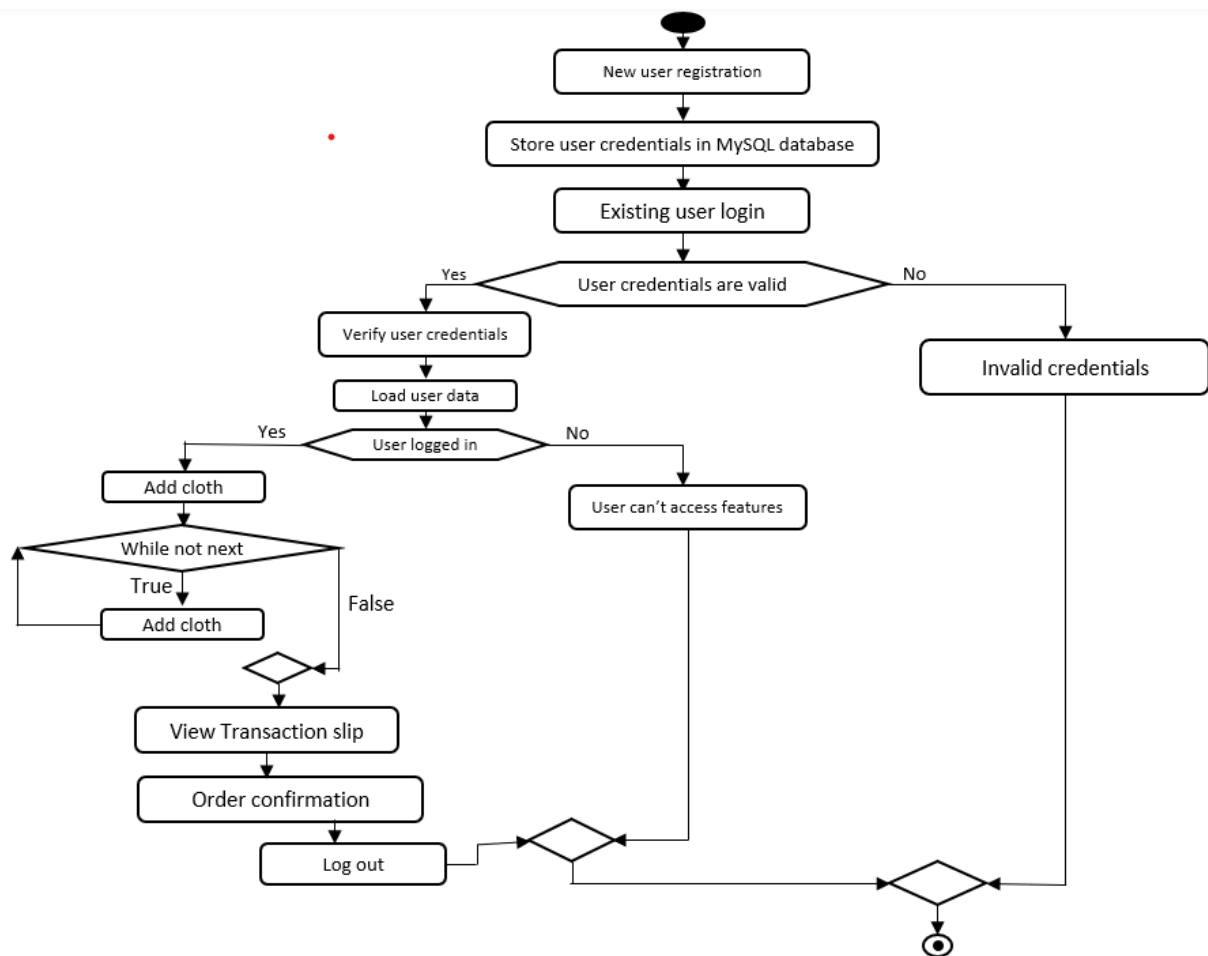 New user registration
Store user credentials in MySQL database
Existing user login
User credentials are valid
Yes
No
Verify user credentials
Invalid credentials
Load user data
User logged in
Yes
No
Add cloth
User can’t access features
While not next
True
False
Add cloth
View Transaction slip
Order confirmation
Log out